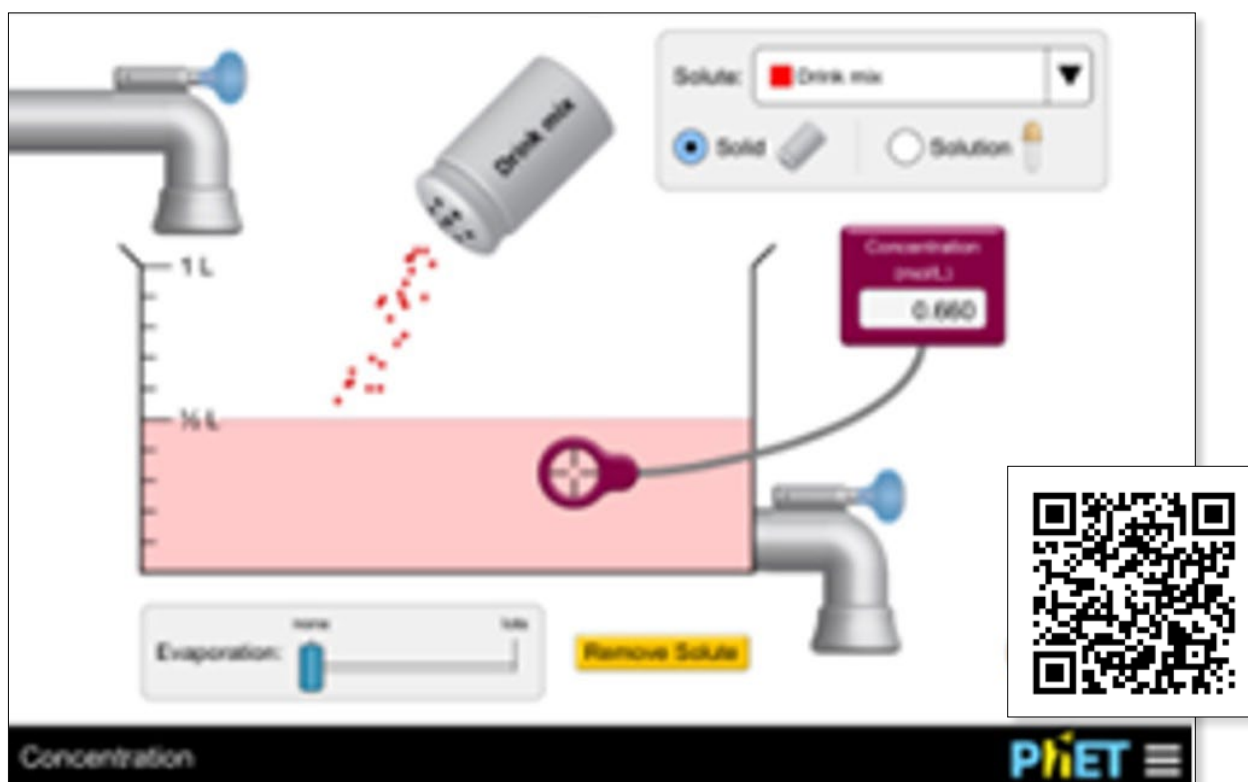 Drink mix
Solute: Drink mix
Solid
Solution
Concentration
(mol/L)
0.660
1 L
½ L
none
lots
Evaporation:
Remove Solute
Concentration
PhET